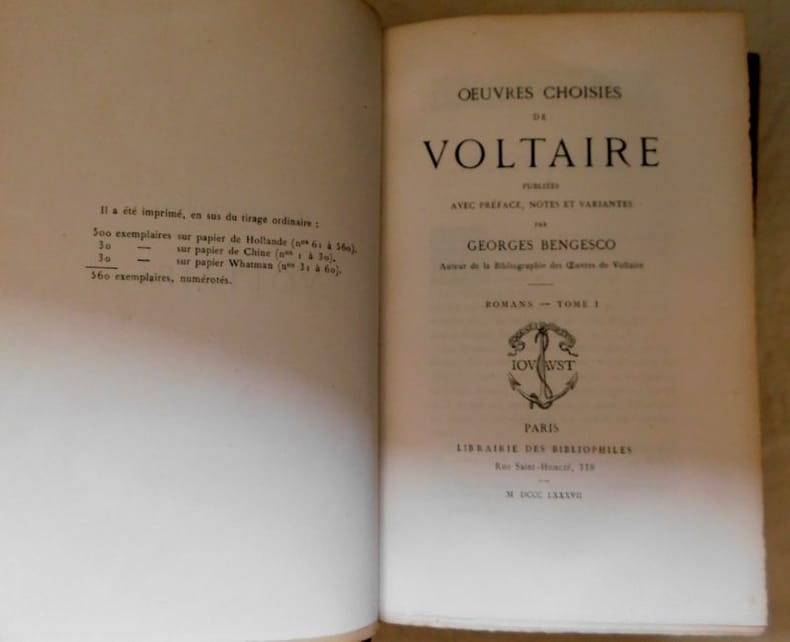 Il a été imprimé, en sus du tirage ordinaire :
500 exemplaires sur papier de Hollande (nos 61 à 560).
30 — sur papier de Chine (nos 1 à 30).
30 — sur papier Whatman (nos 31 à 60).
560 exemplaires, numérotés.
OEUVRES CHOISIES
DE
VOLTAIRE
PUBLIÉES
AVEC PRÉFACE, NOTES ET VARIANTES
PAR
GEORGES BENGESCO
Auteur de la Bibliographie des Œuvres de Voltaire
ROMANS — TOME I
IOVAVST
PARIS
LIBRAIRIE DES BIBLIOPHILES
Rue Saint-Honoré, 338
M DCCC LXXXVII